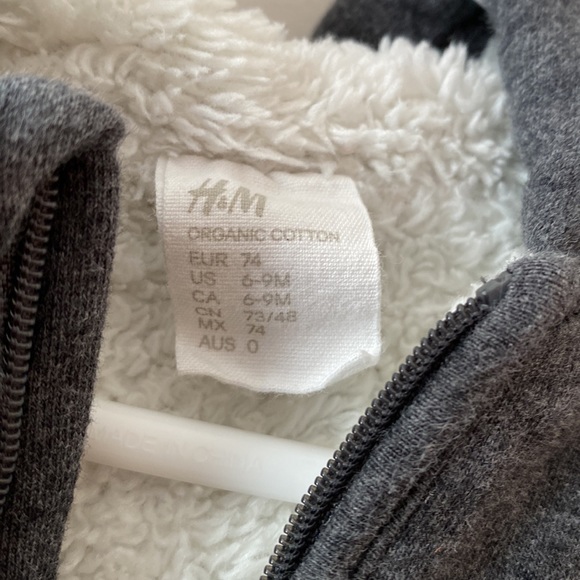 H&M
ORGANIC COTTON
EUR 74
US 6-9M
CA 6-9M
CN 73/48
MX 74
AUS 0